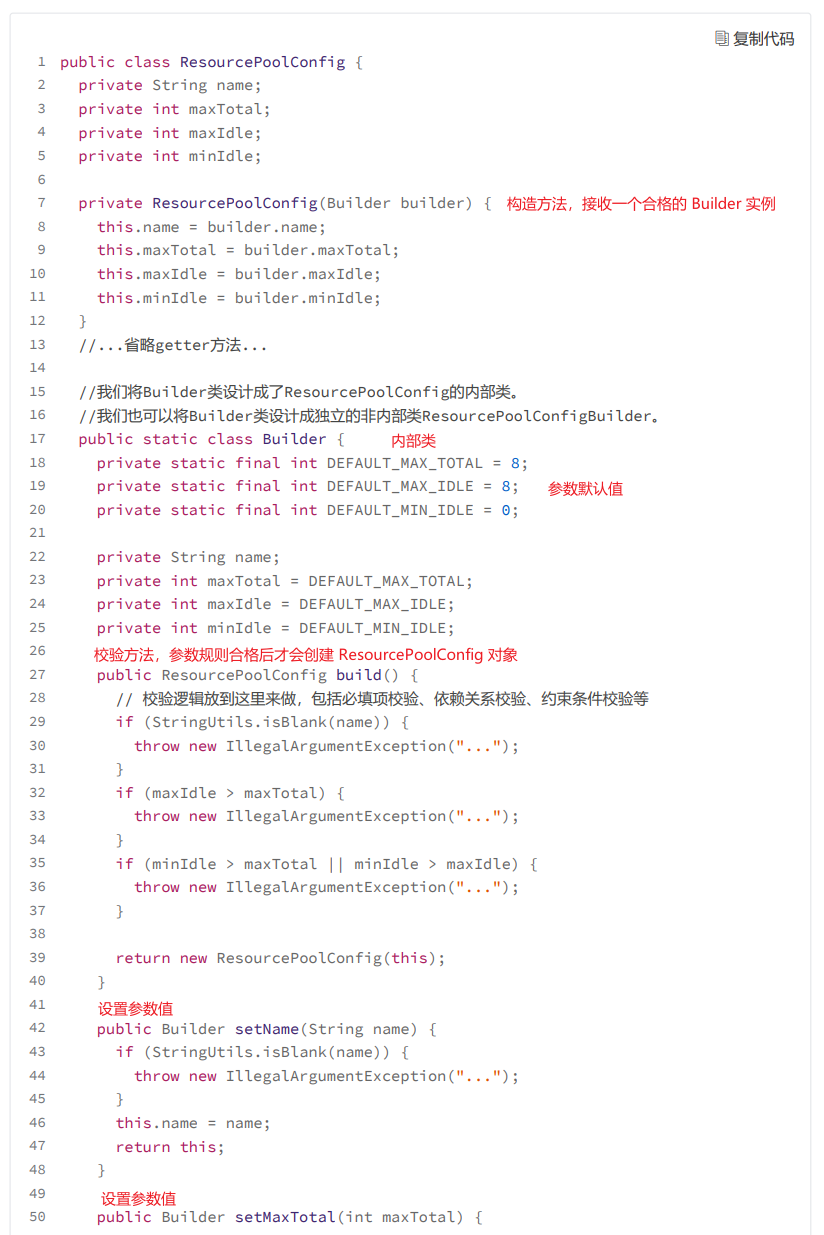 复制代码
1 public class ResourcePoolConfig {
2 private String name;
3 private int maxTotal;
4 private int maxIdle;
5 private int minIdle;
6
7 private ResourcePoolConfig(Builder builder) { 构造方法，接收一个合格的 Builder 实例
8 this.name = builder.name;
9 this.maxTotal = builder.maxTotal;
10 this.maxIdle = builder.maxIdle;
11 this.minIdle = builder.minIdle;
12 }
13 //...省略getter方法...
14
15 //我们将Builder类设计成了ResourcePoolConfig的内部类。
16 //我们也可以将Builder类设计成独立的非内部类ResourcePoolConfigBuilder。
17 public static class Builder { 内部类
18 private static final int DEFAULT_MAX_TOTAL = 8;
19 private static final int DEFAULT_MAX_IDLE = 8; 参数默认值
20 private static final int DEFAULT_MIN_IDLE = 0;
21
22 private String name;
23 private int maxTotal = DEFAULT_MAX_TOTAL;
24 private int maxIdle = DEFAULT_MAX_IDLE;
25 private int minIdle = DEFAULT_MIN_IDLE;
26 校验方法，参数规则合格后才会创建 ResourcePoolConfig 对象
27 public ResourcePoolConfig build() {
28 // 校验逻辑放到这里来做，包括必填项校验、依赖关系校验、约束条件校验等
29 if (StringUtils.isBlank(name)) {
30 throw new IllegalArgumentException("...");
31 }
32 if (maxIdle > maxTotal) {
33 throw new IllegalArgumentException("...");
34 }
35 if (minIdle > maxTotal || minIdle > maxIdle) {
36 throw new IllegalArgumentException("...");
37 }
38
39 return new ResourcePoolConfig(this);
40 }
41 设置参数值
42 public Builder setName(String name) {
43 if (StringUtils.isBlank(name)) {
44 throw new IllegalArgumentException("...");
45 }
46 this.name = name;
47 return this;
48 }
49 设置参数值
50 public Builder setMaxTotal(int maxTotal) {